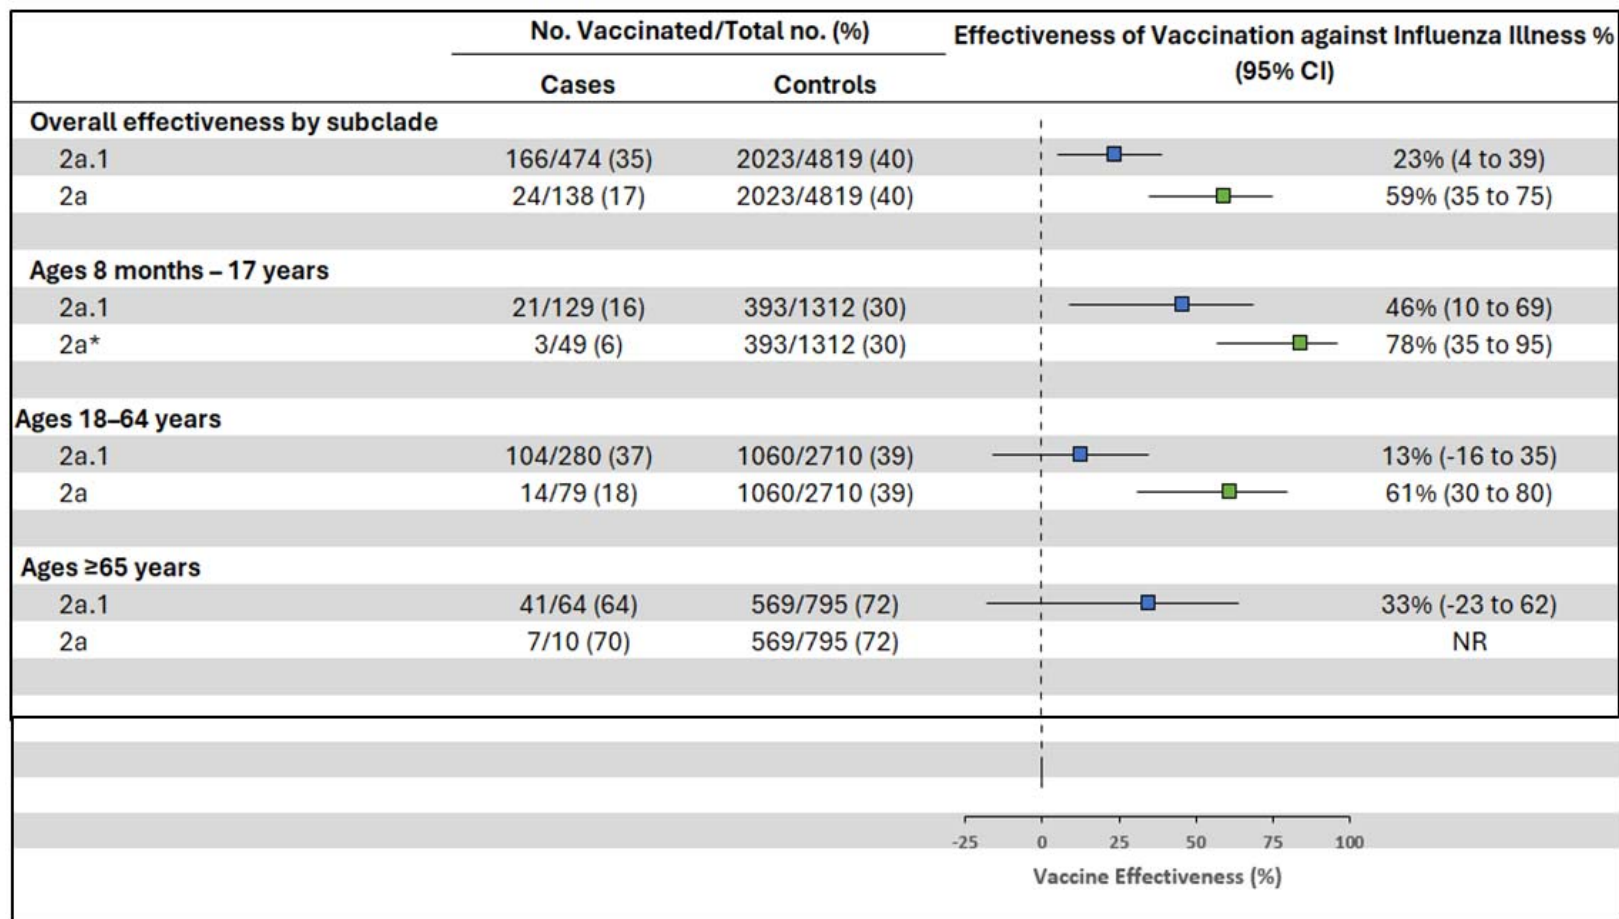 No. Vaccinated/Total no. (%)
Effectiveness of Vaccination against Influenza Illness %
(95% CI)
Cases Controls
Overall effectiveness by subclade
2a.1 166/474 (35) 2023/4819 (40) 23% (4 to 39)
2a 24/138 (17) 2023/4819 (40) 59% (35 to 75)
Ages 8 months – 17 years
2a.1 21/129 (16) 393/1312 (30) 46% (10 to 69)
2a* 3/49 (6) 393/1312 (30) 78% (35 to 95)
Ages 18–64 years
2a.1 104/280 (37) 1060/2710 (39) 13% (-16 to 35)
2a 14/79 (18) 1060/2710 (39) 61% (30 to 80)
Ages ≥65 years
2a.1 41/64 (64) 569/795 (72) 33% (-23 to 62)
2a 7/10 (70) 569/795 (72) NR
-25 0 25 50 75 100
Vaccine Effectiveness (%)